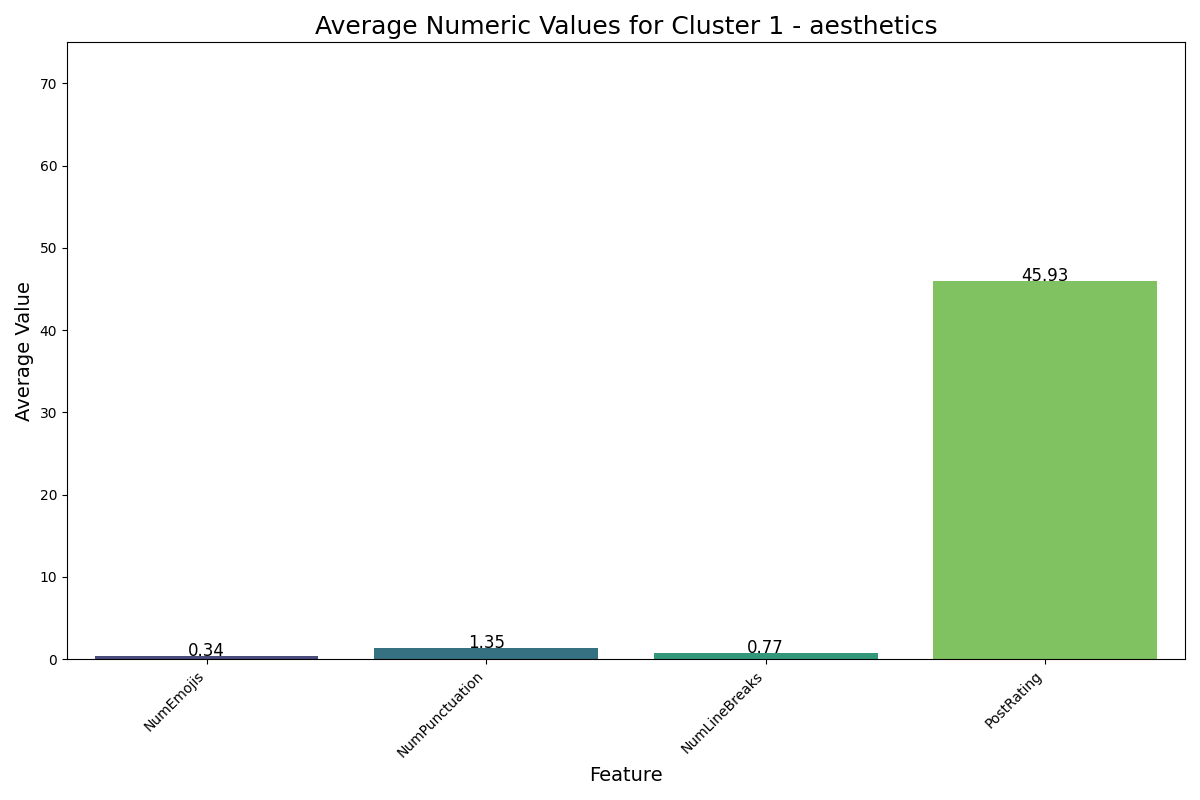 Average Numeric Values for Cluster 1 - aesthetics
Average Value
70
60
50
40
30
20
10
0
0.34
1.35
0.77
45.93
NumEmojis
NumPunctuation
NumLineBreaks
PostRating
Feature